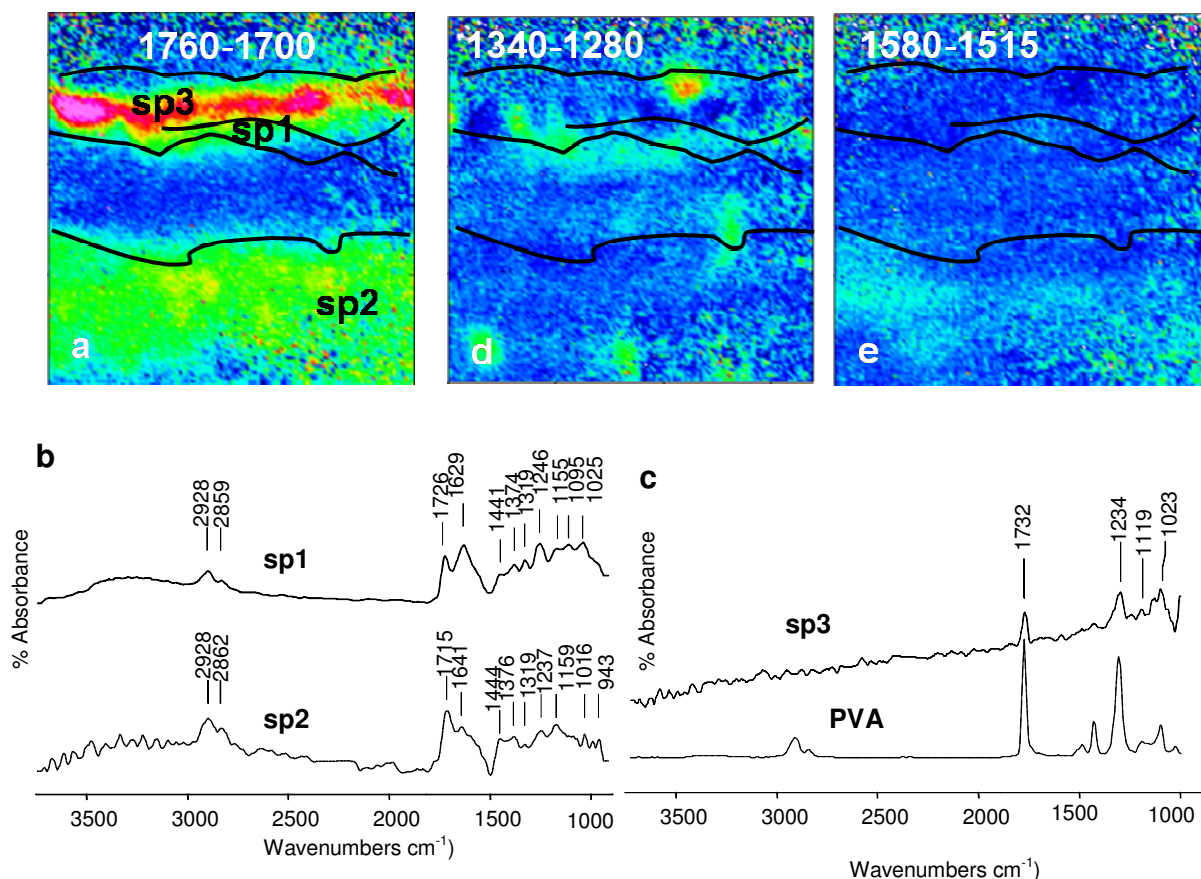 1760-1700
sp3
sp1
sp2
a
1340-1280
d
1580-1515
e
b
2928
2859
1726
1629
1441
1374
1319
1246
1155
1095
1025
sp1
2928
2862
1715
1641
1444
1376
1319
1237
1159
1016
943
sp2
% Absorbance
3500 3000 2500 2000 1500 1000
Wavenumbers cm-1)
c
1732
1234
1119
1023
sp3
PVA
% Absorbance
3500 3000 2500 2000 1500 1000
Wavenumbers cm-1)